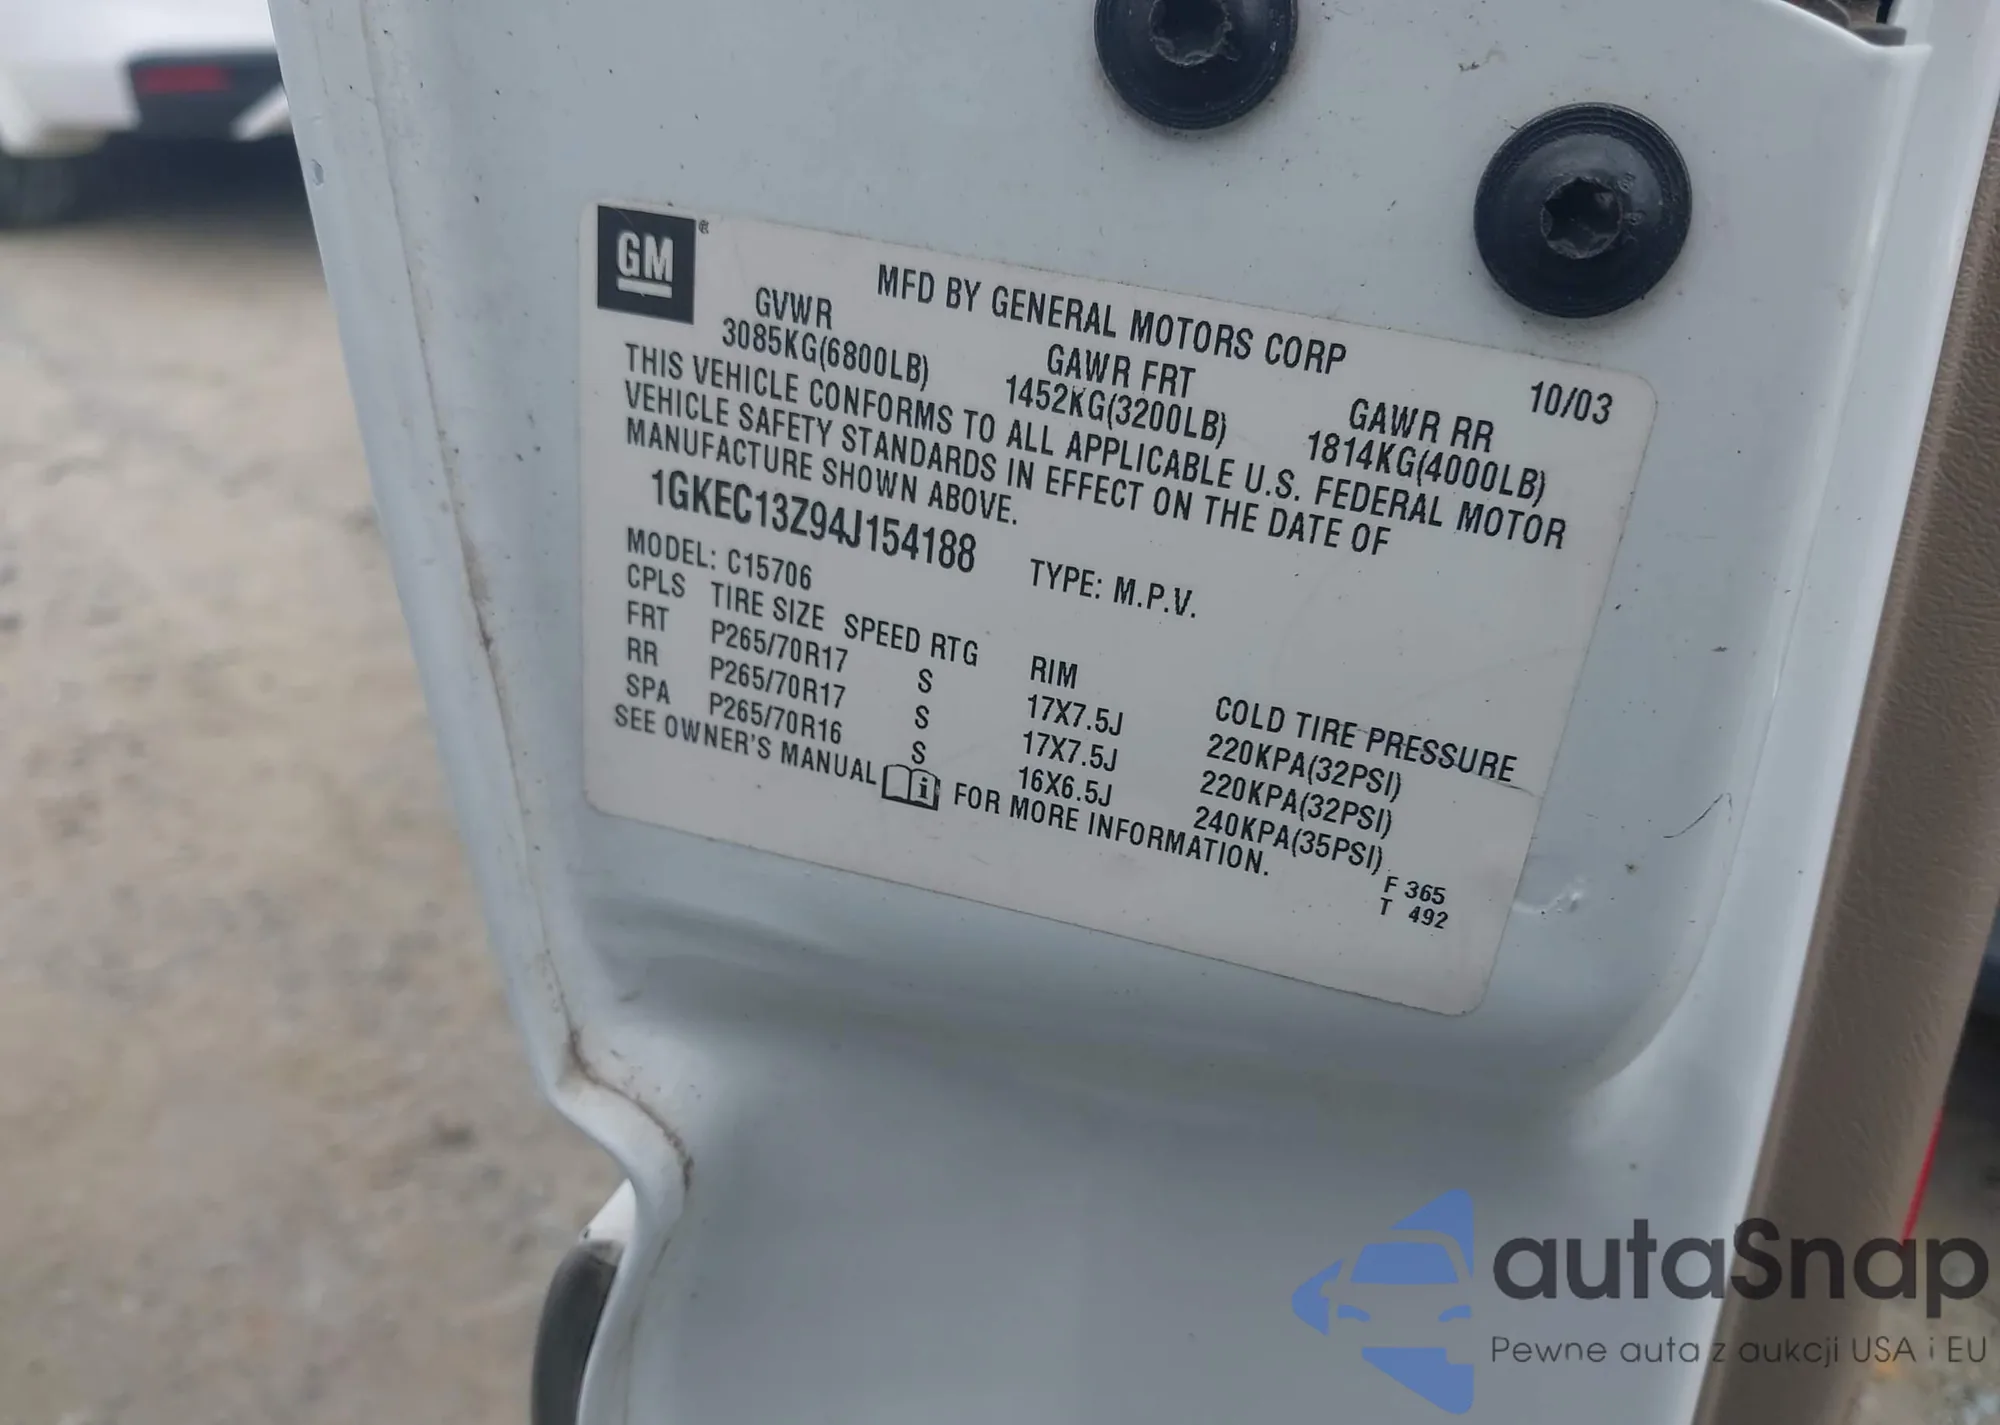 GM ®
MFD BY GENERAL MOTORS CORP 10/03
GVWR GAWR FRT GAWR RR
3085KG(6800LB) 1452KG(3200LB) 1814KG(4000LB)
THIS VEHICLE CONFORMS TO ALL APPLICABLE U.S. FEDERAL MOTOR
VEHICLE SAFETY STANDARDS IN EFFECT ON THE DATE OF
MANUFACTURE SHOWN ABOVE.
1GKEC13Z94J154188 TYPE: M.P.V.
MODEL: C15706
CPLS TIRE SIZE SPEED RTG RIM COLD TIRE PRESSURE
FRT P265/70R17 S 17X7.5J 220KPA(32PSI)
RR P265/70R17 S 17X7.5J 220KPA(32PSI)
SPA P265/70R16 S 16X6.5J 240KPA(35PSI)
SEE OWNER'S MANUAL i FOR MORE INFORMATION.
F 365
T 492
autaSnap
Pewne auta z aukcji USA i EU